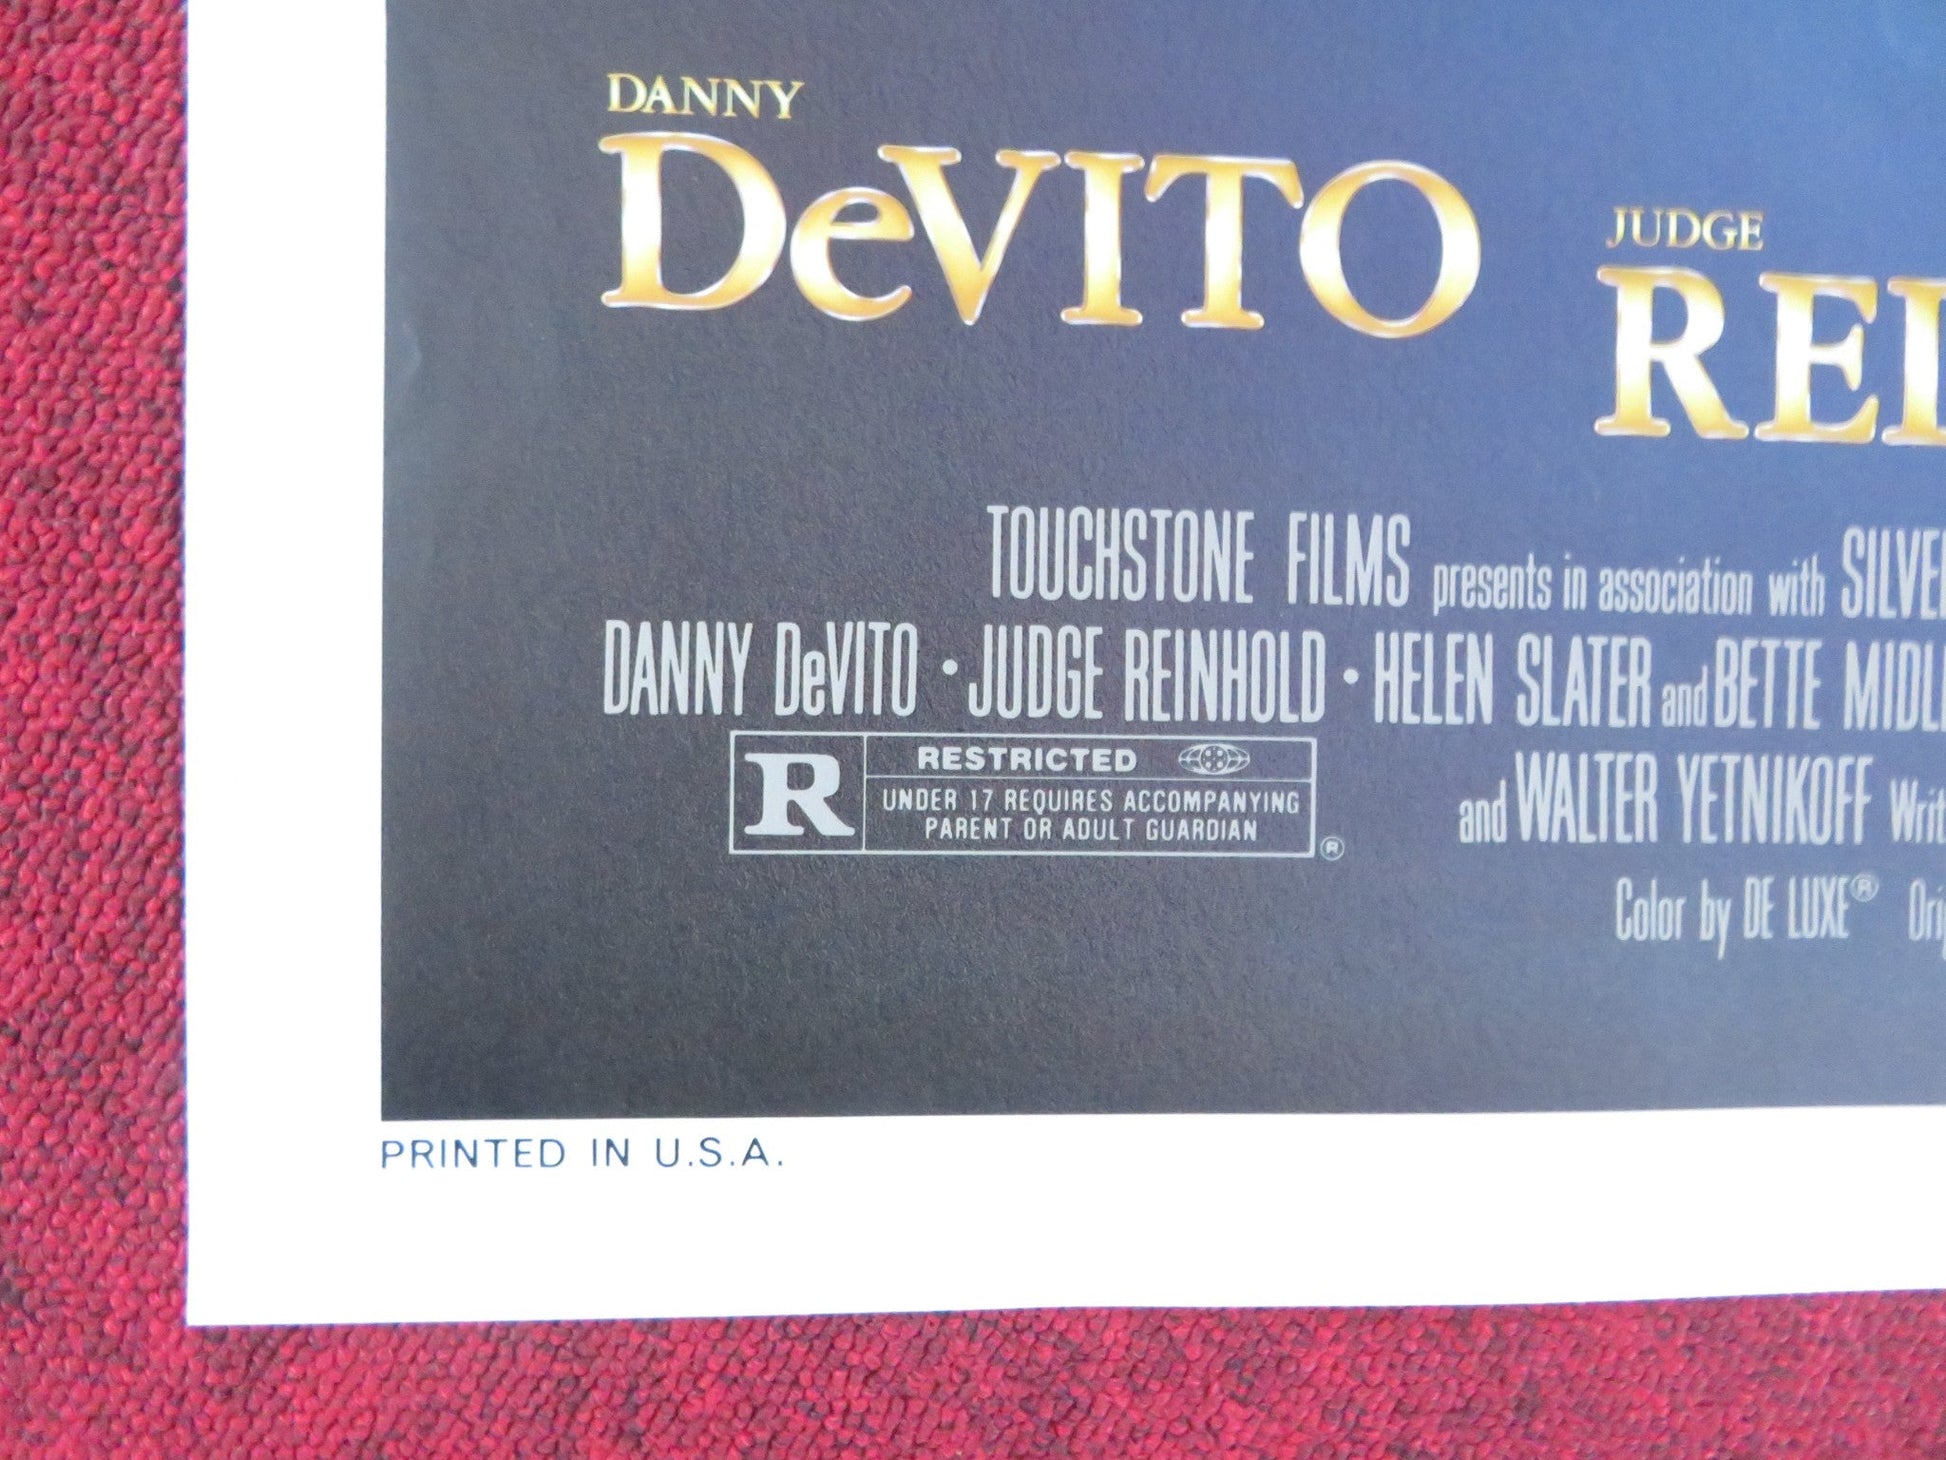 DANNY
DeVITO
JUDGE
TOUCHSTONE FILMS presents in association with
DANNY DeVITO · JUDGE REINHOLD · HELEN SLATER and BETTE
R
RESTRICTED
UNDER 17 REQUIRES ACCOMPANYING
PARENT OR ADULT GUARDIAN
®
and WALTER YETNIKOFF
Color by DE LUXE®
PRINTED IN U.S.A.